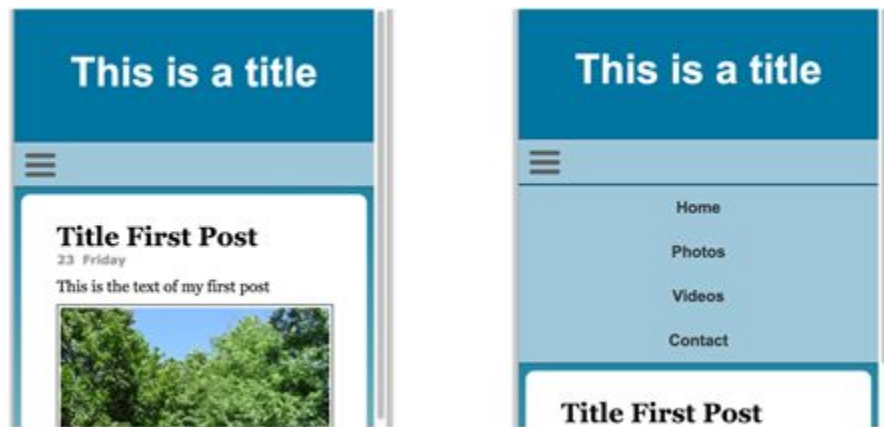 This is a title
Title First Post
23 Friday
This is the text of my first post
This is a title
Home
Photos
Videos
Contact
Title First Post